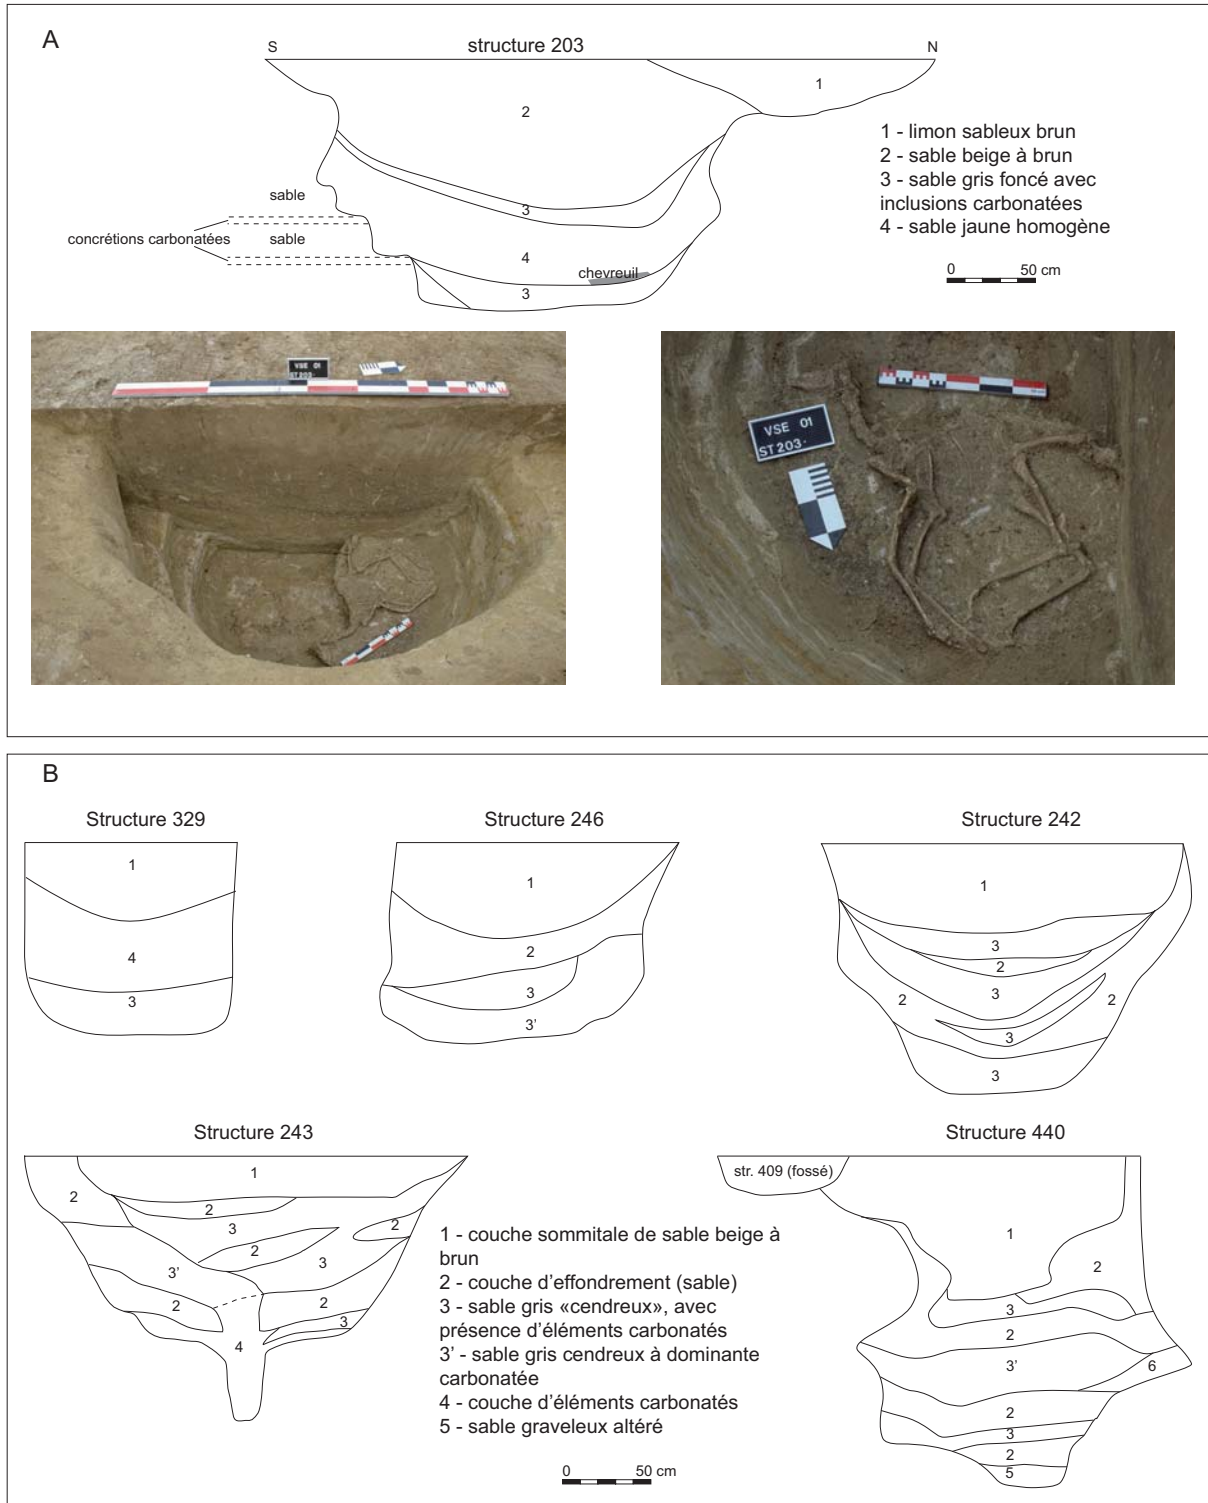 A
structure 203
S
N
1
2
3
4
3
sable
concrétions carbonatées
sable
chevreuil
1 - limon sableux brun
2 - sable beige à brun
3 - sable gris foncé avec
inclusions carbonatées
4 - sable jaune homogène
0 50 cm
VSE 01
ST 203.
VSE 01
ST 203.
B
Structure 329
1
4
3
Structure 246
1
2
3
3'
Structure 242
1
3
2
3
2
2
3
3
Structure 243
1
2
2
3
2
2
3'
3
2
2
3
4
Structure 440
str. 409 (fossé)
1
2
3
2
3'
6
2
3
2
5
1 - couche sommitale de sable beige à
brun
2 - couche d'effondrement (sable)
3 - sable gris «cendreux», avec
présence d'éléments carbonatés
3' - sable gris cendreux à dominante
carbonatée
4 - couche d'éléments carbonatés
5 - sable graveleux altéré
0 50 cm